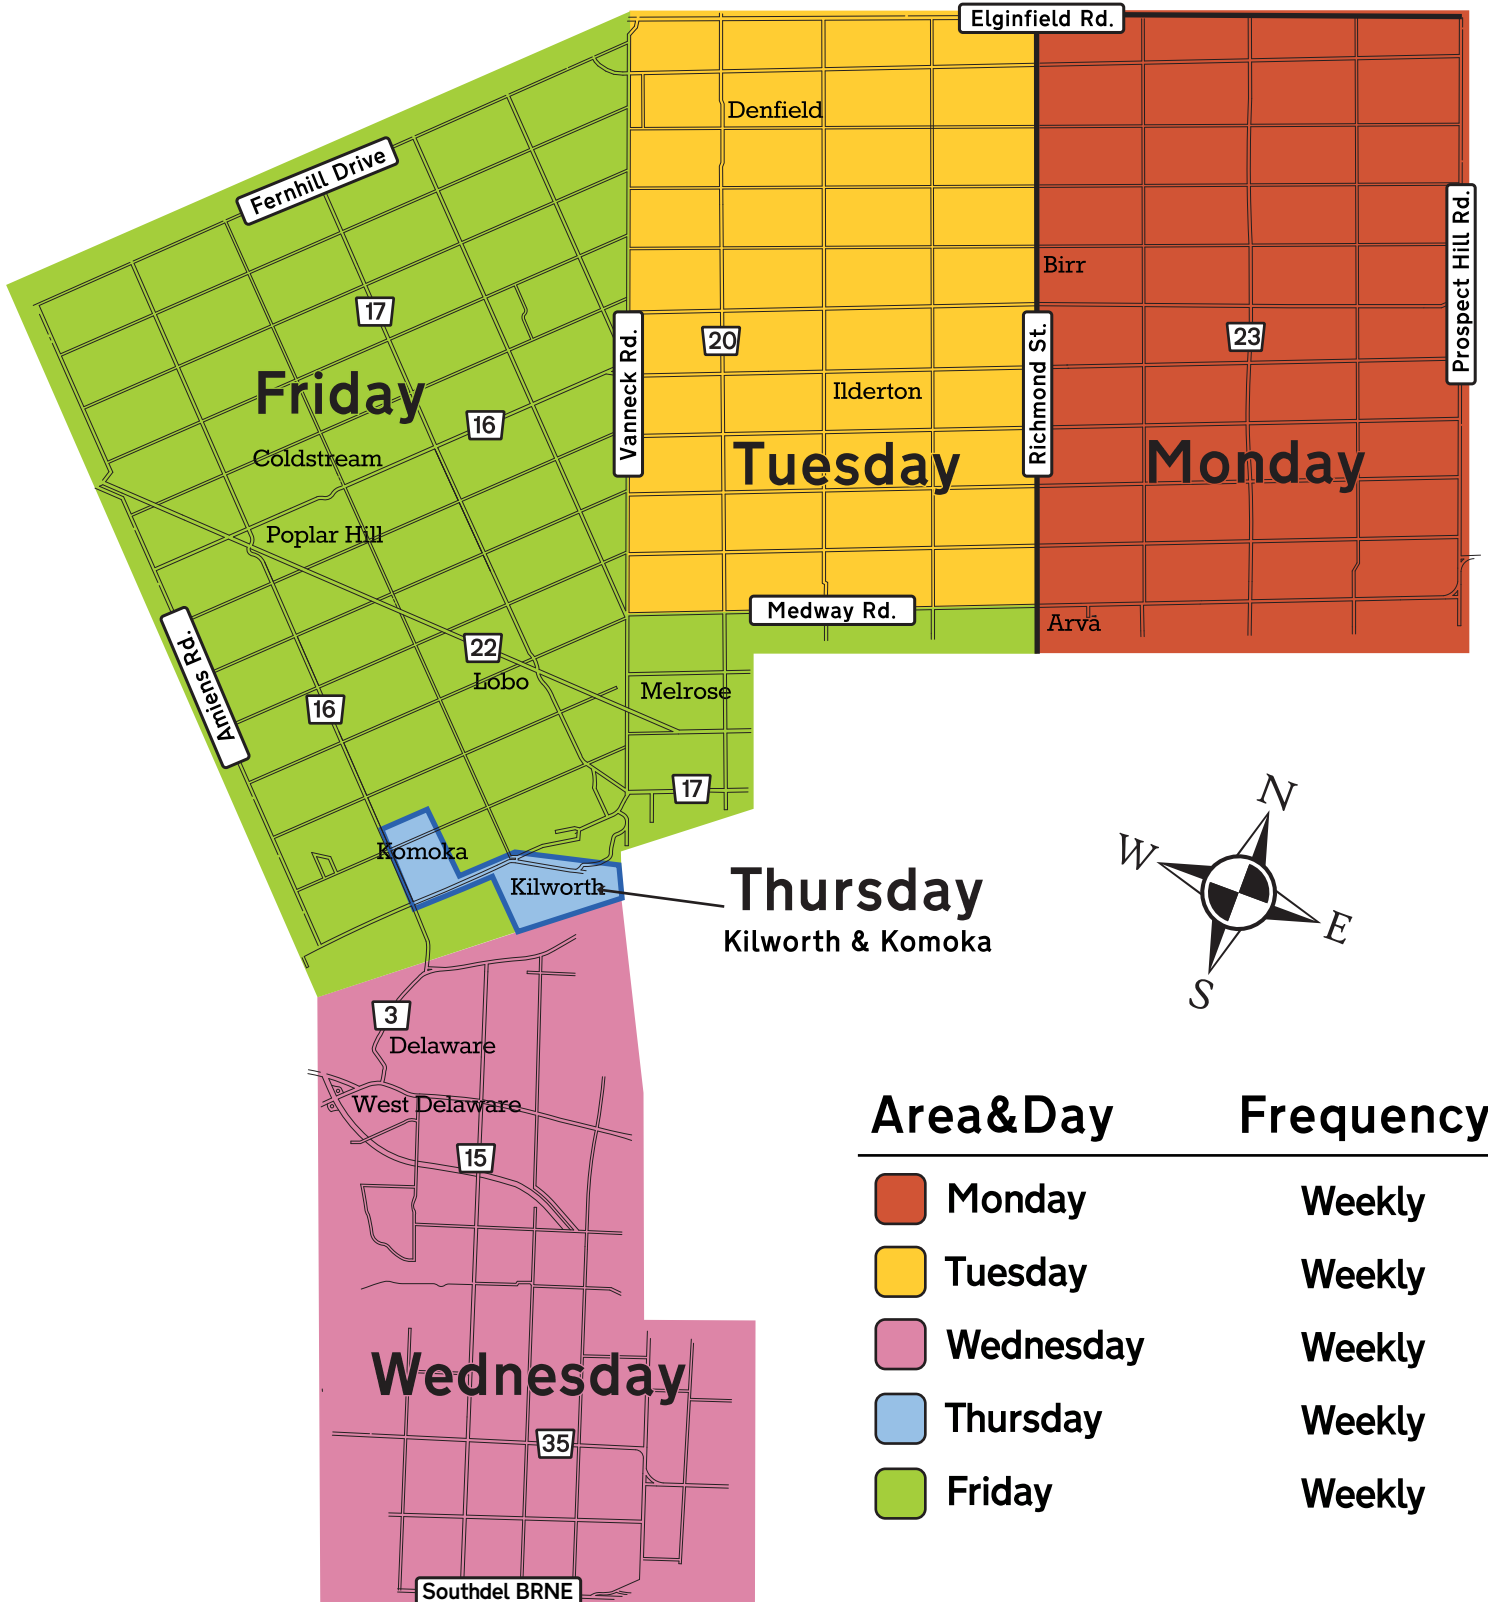 Elginfield Rd.
Denfield
Fernhill Drive
Birr
Prospect Hill Rd.
17
20
23
Vanneck Rd.
Richmond St.
Friday
Ilderton
16
Coldstream
Tuesday
Monday
Poplar Hill
Medway Rd.
Arva
Amiens Rd.
22
Lobo
Melrose
16
17
N
W
E
S
Komoka
Kilworth
Thursday
Kilworth & Komoka
3
Delaware
West Delaware
15
Area&Day Frequency
Monday Weekly
Tuesday Weekly
Wednesday Weekly
Thursday Weekly
Friday Weekly
Wednesday
35
Southdel BRNE